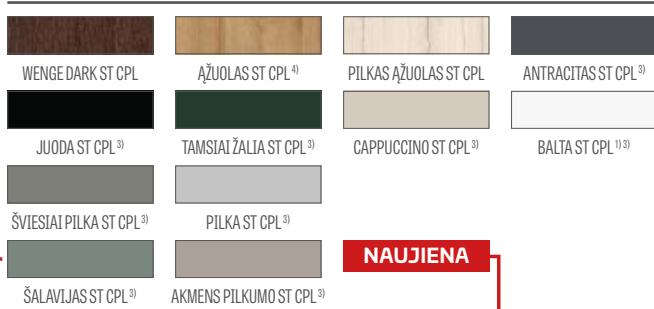 WENGE DARK ST CPL
ĄŽUOLAS ST CPL 4)
PILKAS ĄŽUOLAS ST CPL
ANTRACITAS ST CPL 3)
JUODA ST CPL 3)
TAMSIAI ŽALIA ST CPL 3)
CAPPUCCINO ST CPL 3)
BALTA ST CPL 1) 3)
ŠVIESIAI PILKA ST CPL 3)
PILKA ST CPL 3)
NAUJIENA
ŠALAVIJAS ST CPL 3)
AKMENS PILKUMO ST CPL 3)